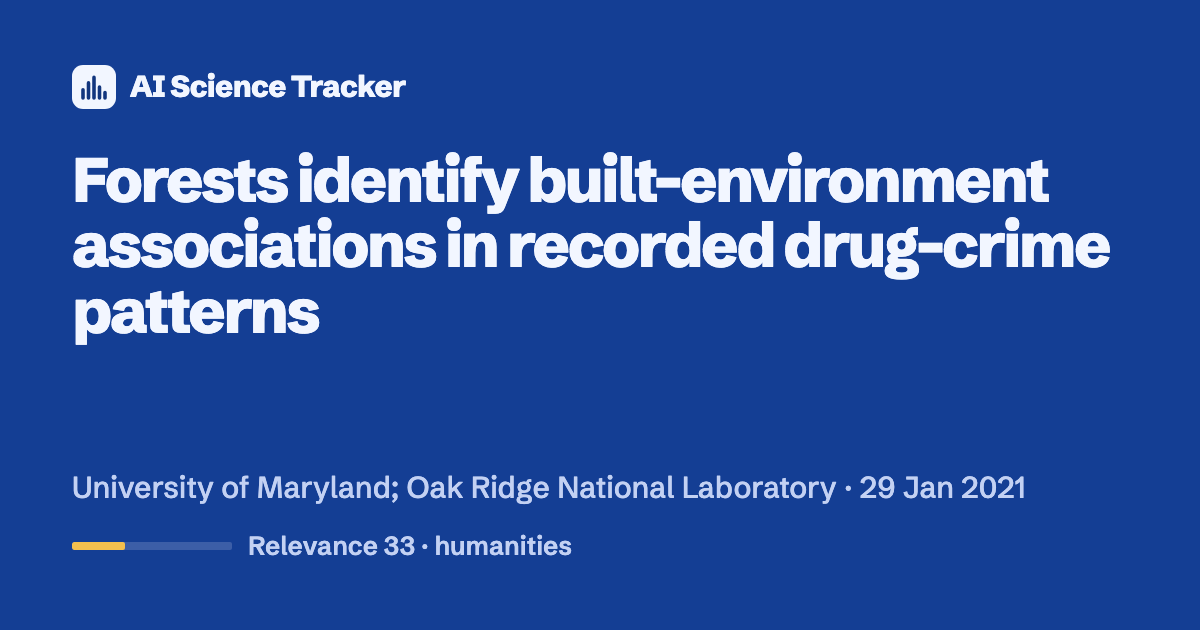 AI Science Tracker
Forests identify built-environment
associations in recorded drug-crime
patterns
University of Maryland; Oak Ridge National Laboratory · 29 Jan 2021
Relevance 33 · humanities